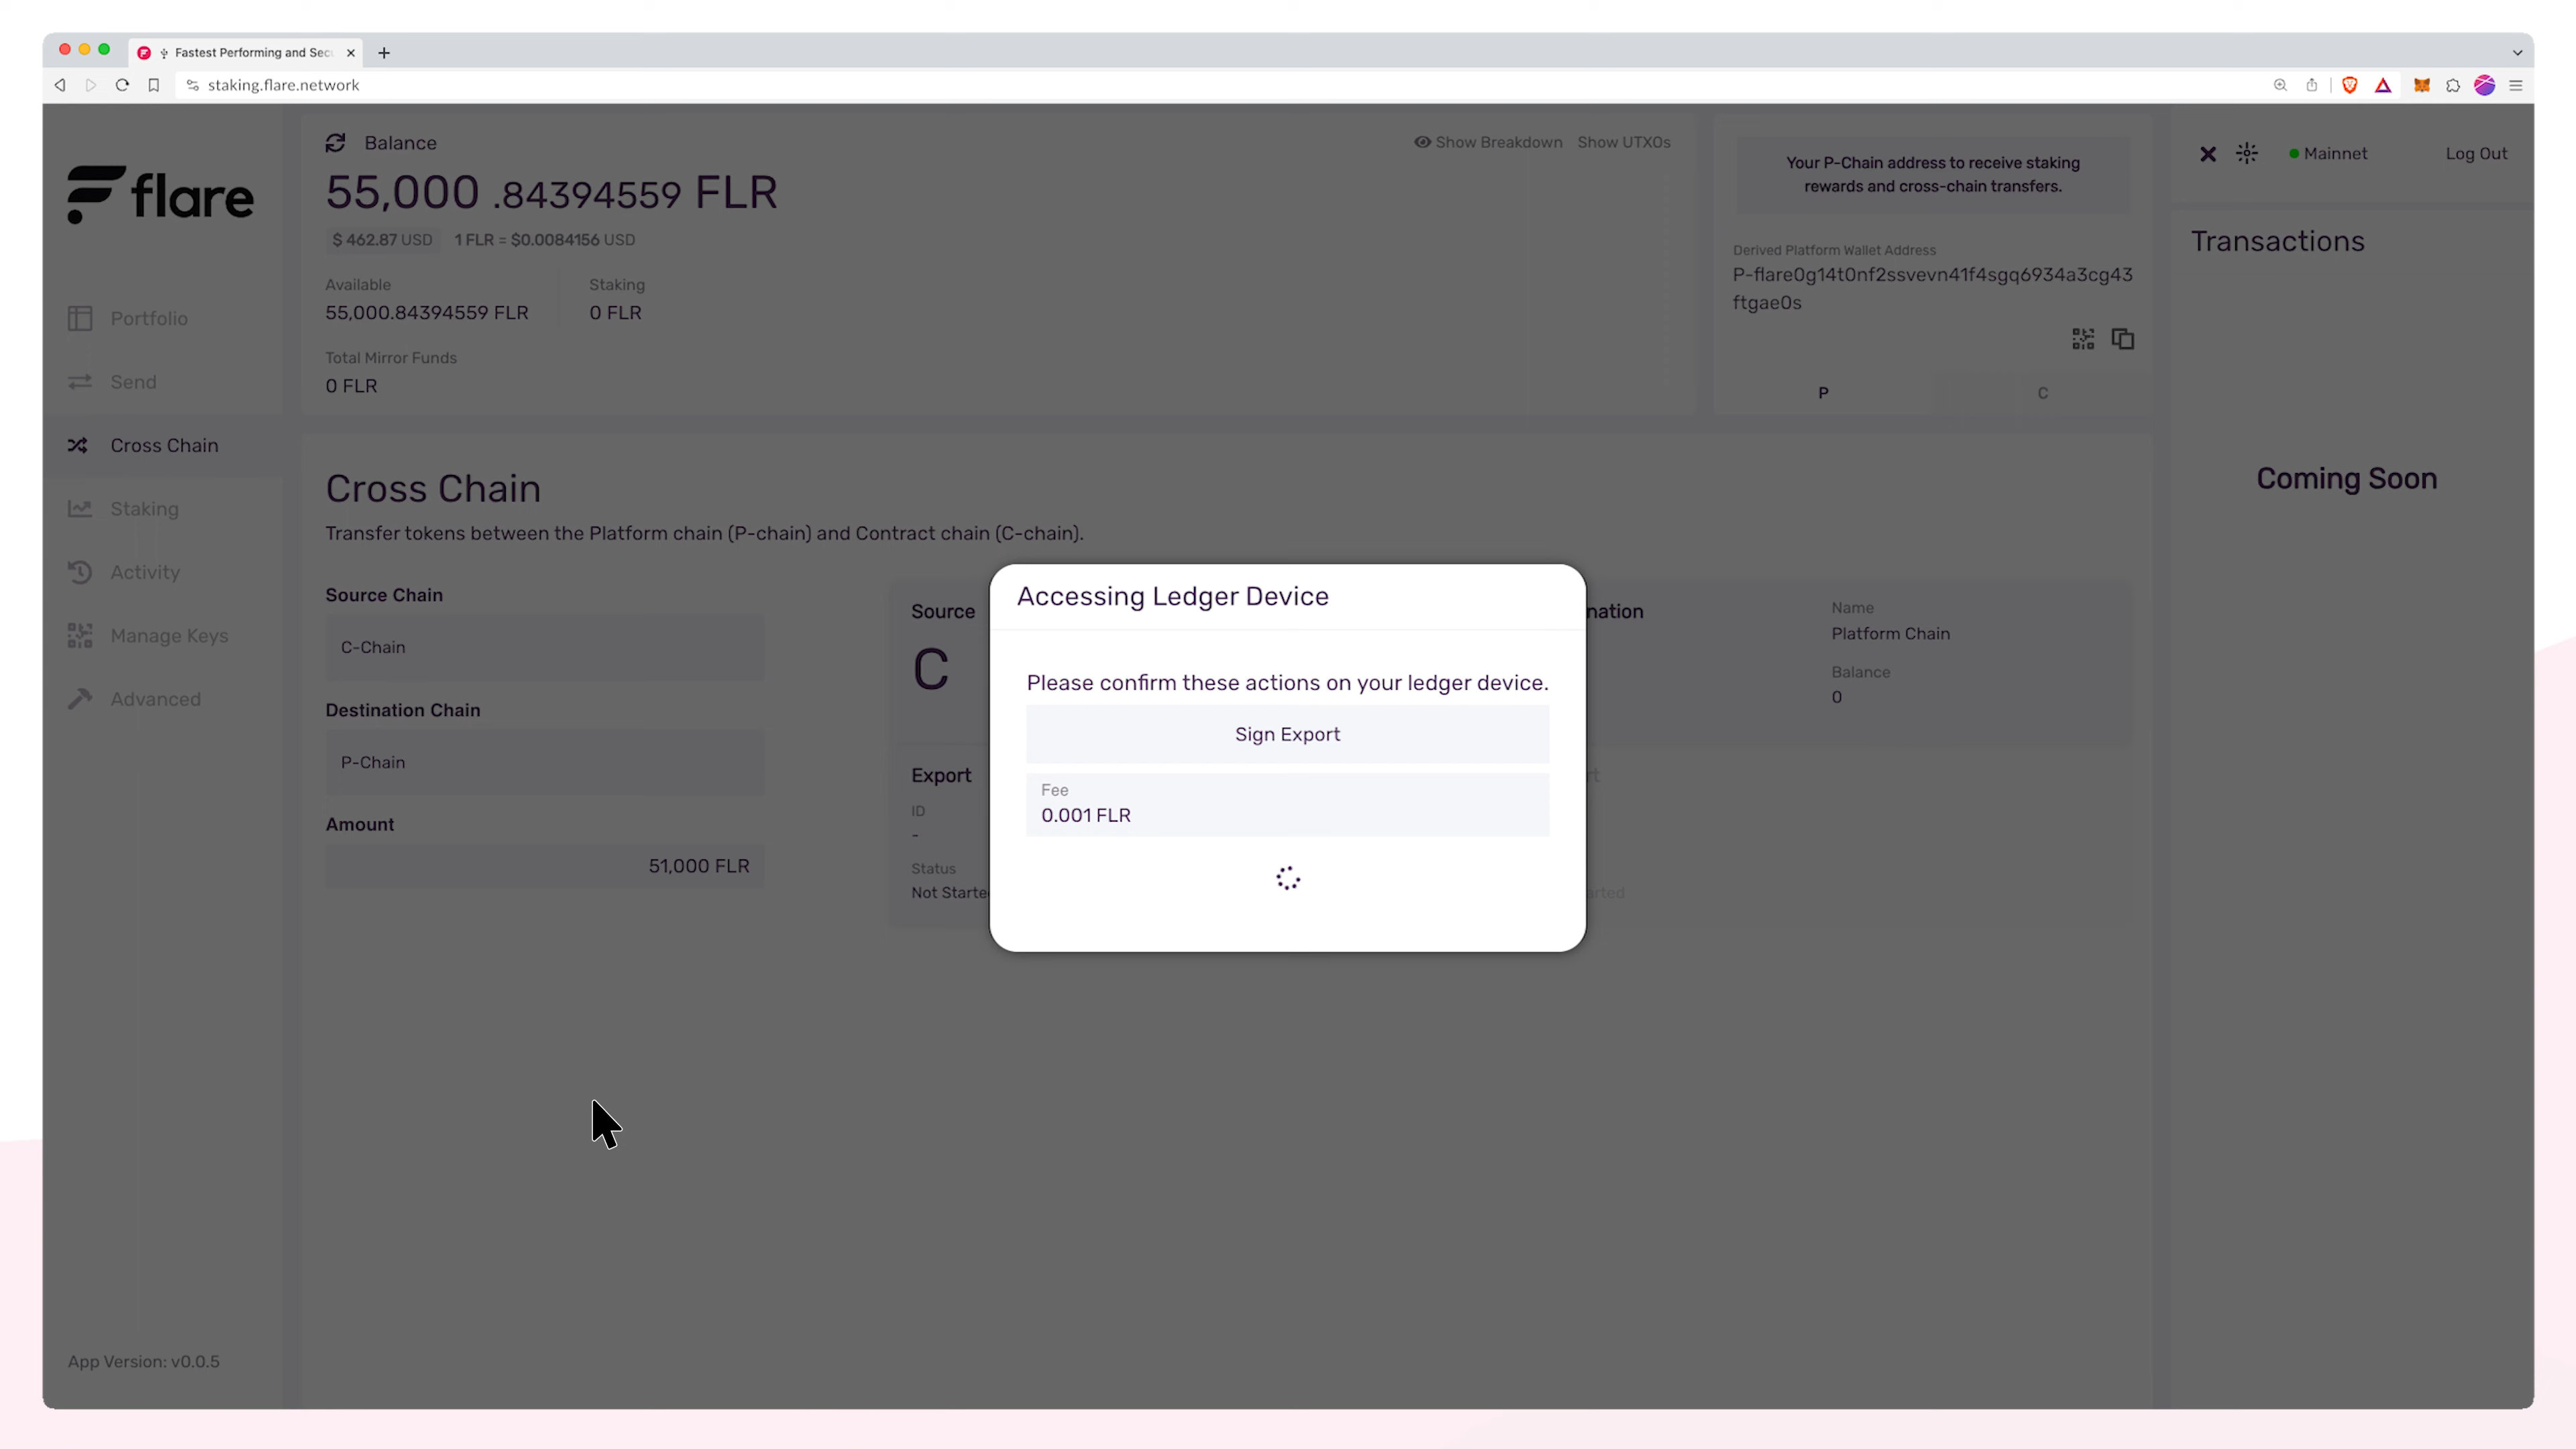 Fastest Performing and Sec
staking.flare.network
flare
Portfolio
Send
Cross Chain
Staking
Activity
Manage Keys
Advanced
App Version: v0.0.5
Balance
Show Breakdown Show UTXOs
55,000 .84394559 FLR
$ 462.87 USD 1 FLR = $0.0084156 USD
Available
55,000.84394559 FLR
Staking
0 FLR
Total Mirror Funds
0 FLR
Your P-Chain address to receive staking
rewards and cross-chain transfers.
Derived Platform Wallet Address
P-flare0g14t0nf2ssvevn41f4sgq6934a3cg43
ftgae0s
P
C
Mainnet
Log Out
Transactions
Coming Soon
Cross Chain
Transfer tokens between the Platform chain (P-chain) and Contract chain (C-chain).
Source Chain
C-Chain
Destination Chain
P-Chain
Amount
51,000 FLR
Source
C
Export
ID
-
Status
Not Starte
Accessing Ledger Device
Please confirm these actions on your ledger device.
Sign Export
Fee
0.001 FLR
nation
Name
Platform Chain
Balance
0
rt
arted